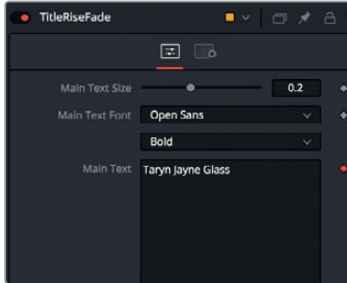 TitleRiseFade
Main Text Size 0.2
Main Text Font Open Sans
Bold
Main Text Taryn Jayne Glass